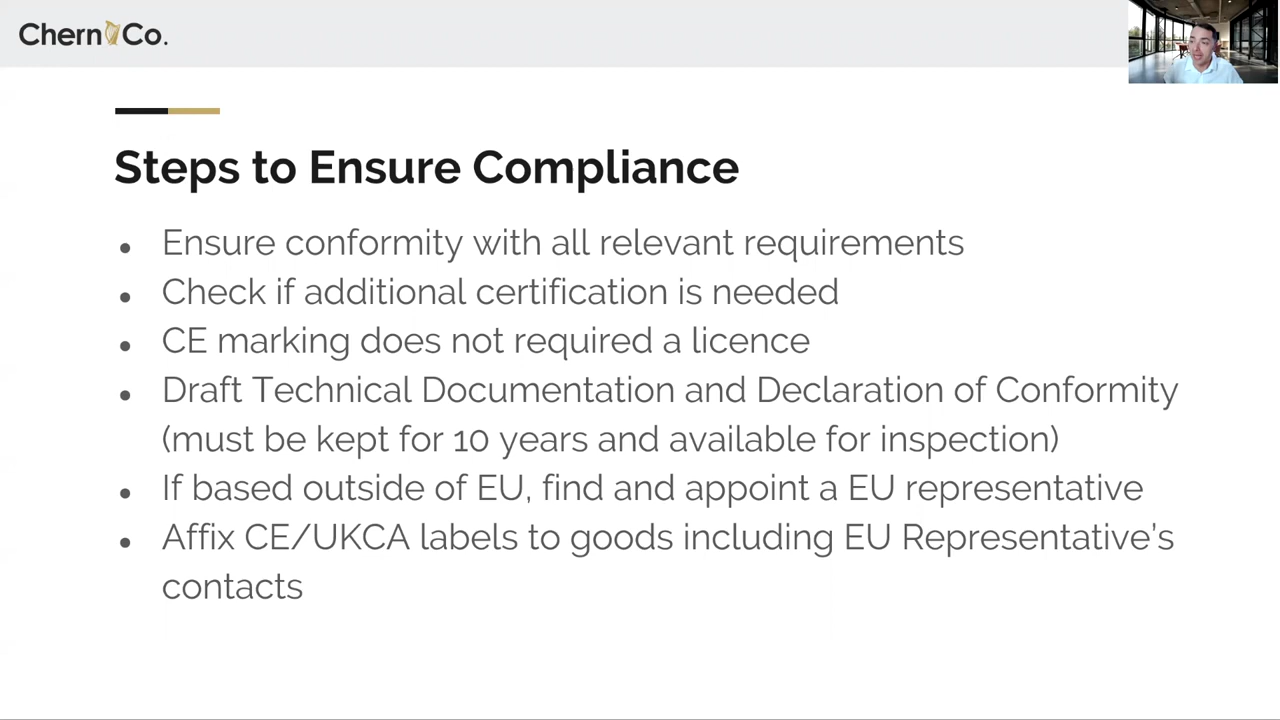 Chern Co.
Steps to Ensure Compliance
● Ensure conformity with all relevant requirements
● Check if additional certification is needed
● CE marking does not required a licence
● Draft Technical Documentation and Declaration of Conformity
(must be kept for 10 years and available for inspection)
● If based outside of EU, find and appoint a EU representative
● Affix CE/UKCA labels to goods including EU Representative's
contacts